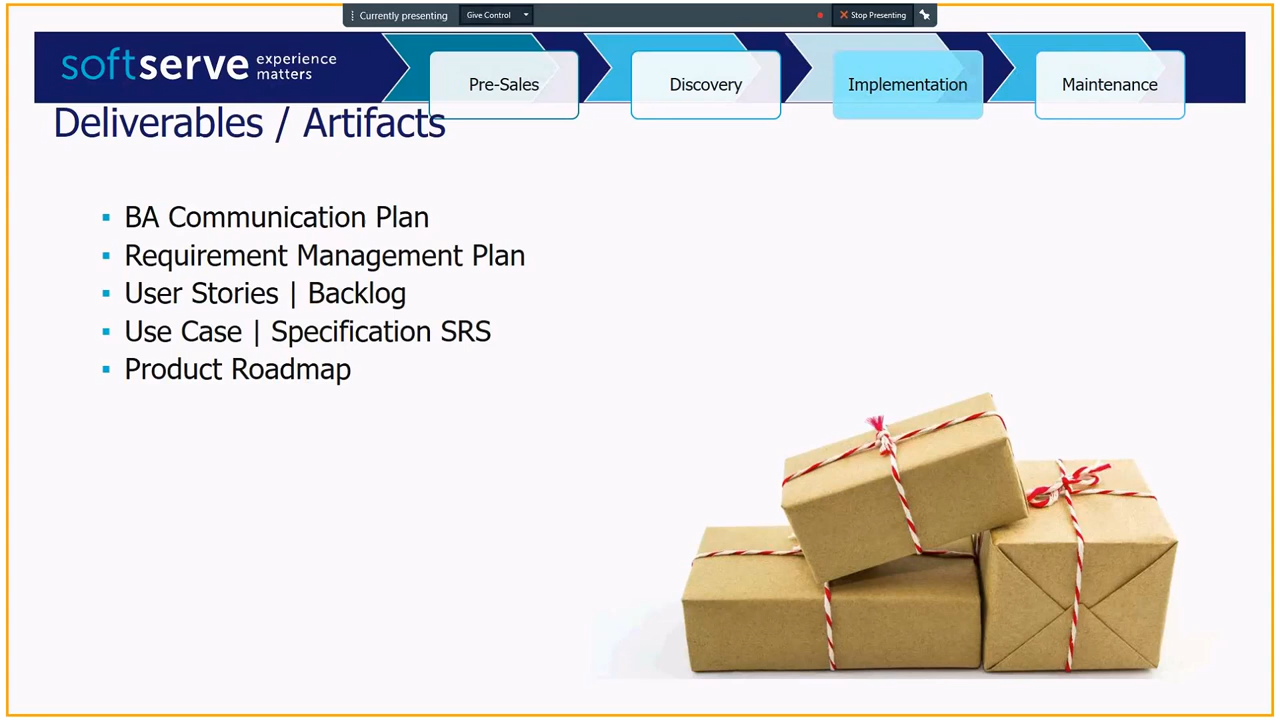 Currently presenting
Give Control
Stop Presenting
softserve experience matters
Pre-Sales
Discovery
Implementation
Maintenance
Deliverables / Artifacts
BA Communication Plan
Requirement Management Plan
User Stories | Backlog
Use Case | Specification SRS
Product Roadmap